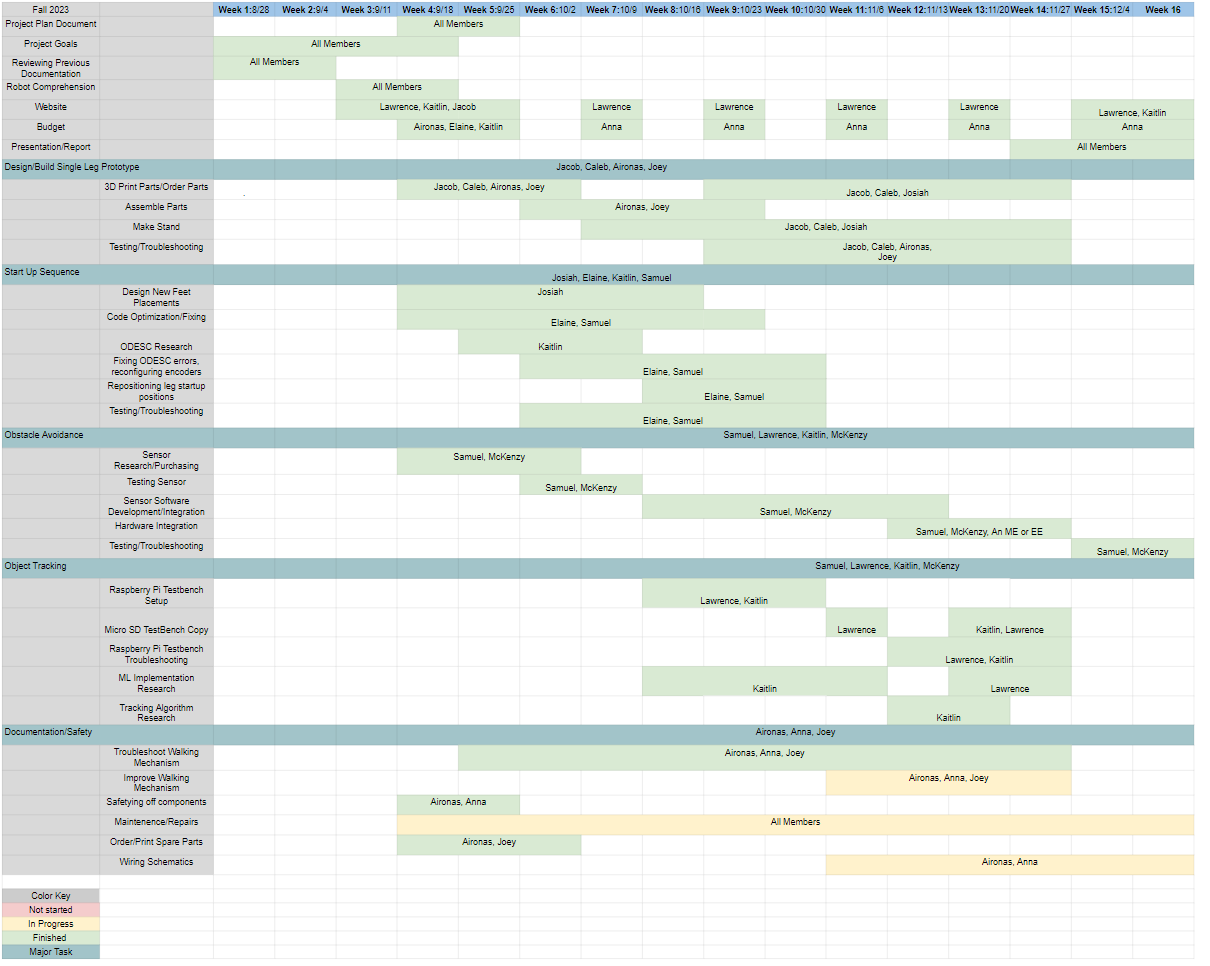 Fall 2023 Week 1:8/28 Week 2:9/4 Week 3:9/11 Week 4:9/18 Week 5:9/25 Week 6:10/2 Week 7:10/9 Week 8:10/16 Week 9:10/23 Week 10:10/30 Week 11:11/6 Week 12:11/13 Week 13:11/20 Week 14:11/27 Week 15:12/4 Week 16
Project Plan Document All Members
Project Goals All Members
Reviewing Previous All Members
Documentation
Robot Comprehension All Members
Website Lawrence, Kaitlin, Jacob Lawrence Lawrence Lawrence Lawrence Lawrence, Kaitlin
Budget Aironas, Elaine, Kaitlin Anna Anna Anna Anna Anna
Presentation/Report All Members
Design/Build Single Leg Prototype Jacob, Caleb, Aironas, Joey
3D Print Parts/Order Parts Jacob, Caleb, Aironas, Joey Jacob, Caleb, Josiah
Assemble Parts Aironas, Joey
Make Stand Jacob, Caleb, Josiah
Testing/Troubleshooting Jacob, Caleb, Aironas,
Joey
Start Up Sequence Josiah, Elaine, Kaitlin, Samuel
Design New Feet Josiah
Placements
Code Optimization/Fixing Elaine, Samuel
ODESC Research Kaitlin
Fixing ODESC errors,
reconfiguring encoders Elaine, Samuel
Repositioning leg startup
positions Elaine, Samuel
Testing/Troubleshooting Elaine, Samuel
Obstacle Avoidance Samuel, Lawrence, Kaitlin, McKenzy
Sensor Samuel, McKenzy
Research/Purchasing
Testing Sensor Samuel, McKenzy
Sensor Software
Development/Integration Samuel, McKenzy
Hardware Integration Samuel, McKenzy, An ME or EE
Testing/Troubleshooting Samuel, McKenzy
Object Tracking Samuel, Lawrence, Kaitlin, McKenzy
Raspberry Pi Testbench
Setup Lawrence, Kaitlin
Micro SD TestBench Copy Lawrence Kaitlin, Lawrence
Raspberry Pi Testbench
Troubleshooting Lawrence, Kaitlin
ML Implementation
Research Kaitlin Lawrence
Tracking Algorithm
Research Kaitlin
Documentation/Safety Aironas, Anna, Joey
Troubleshoot Walking Aironas, Anna, Joey
Mechanism
Improve Walking Aironas, Anna, Joey
Mechanism
Safetying off components Aironas, Anna
Maintenence/Repairs All Members
Order/Print Spare Parts Aironas, Joey
Wiring Schematics Aironas, Anna
Color Key
Not started
In Progress
Finished
Major Task